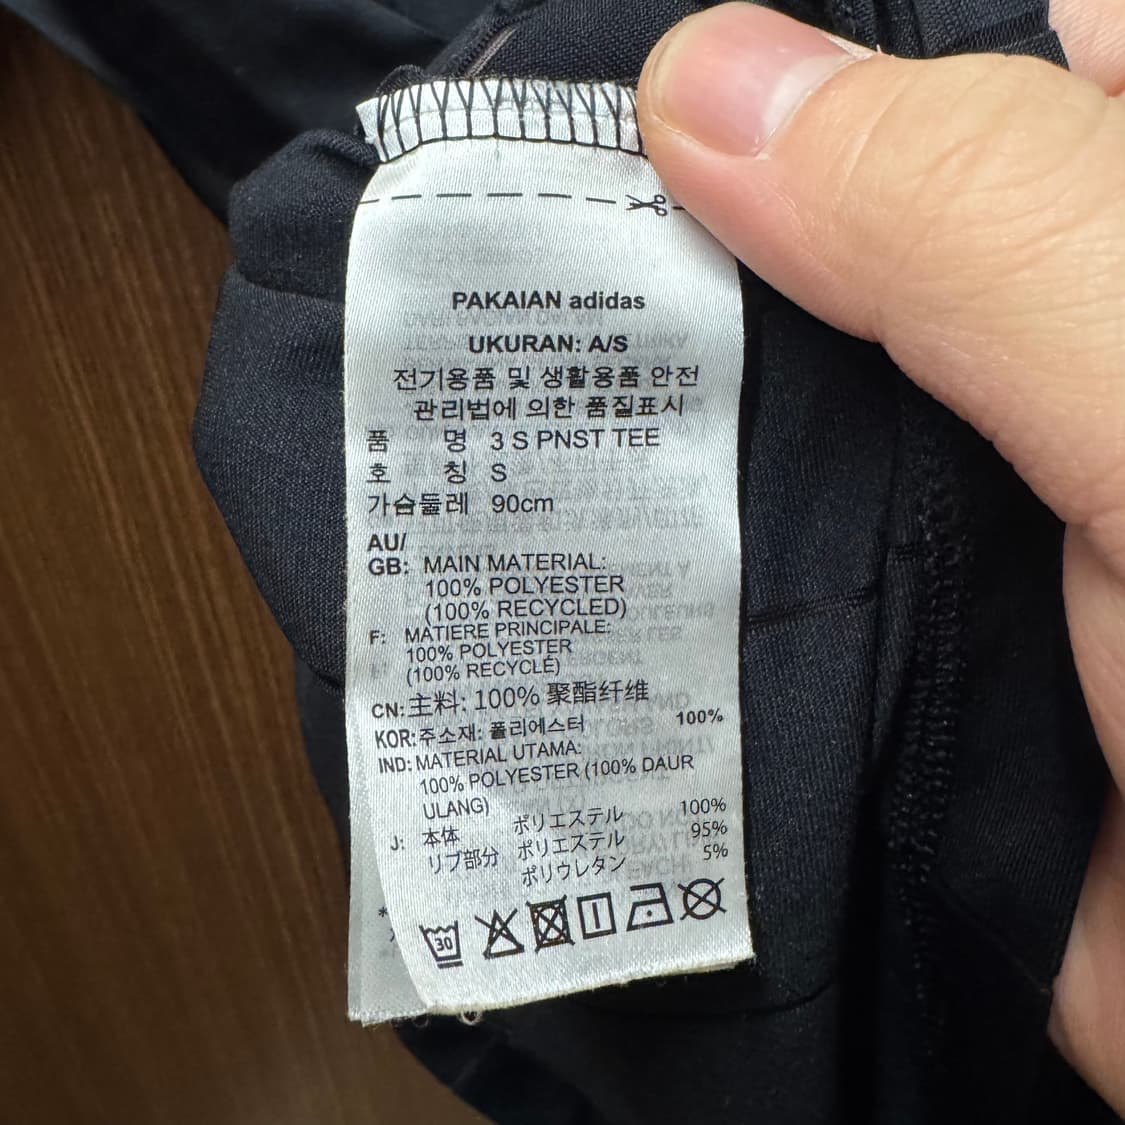 PAKAIAN adidas
UKURAN: A/S
전기용품 및 생활용품 안전
관리법에 의한 품질표시
품 명 3 S PNST TEE
호 칭 S
가슴둘레 90cm
AU/
GB: MAIN MATERIAL:
100% POLYESTER
(100% RECYCLED)
F: MATIERE PRINCIPALE:
100% POLYESTER
(100% RECYCLÉ)
CN: 主料: 100% 聚酯纤维
KOR: 주소재: 폴리에스터 100%
IND: MATERIAL UTAMA:
100% POLYESTER (100% DAUR
ULANG)
J: 本体 ポリエステル 100%
リブ部分 ポリエステル 95%
ポリウレタン 5%
30